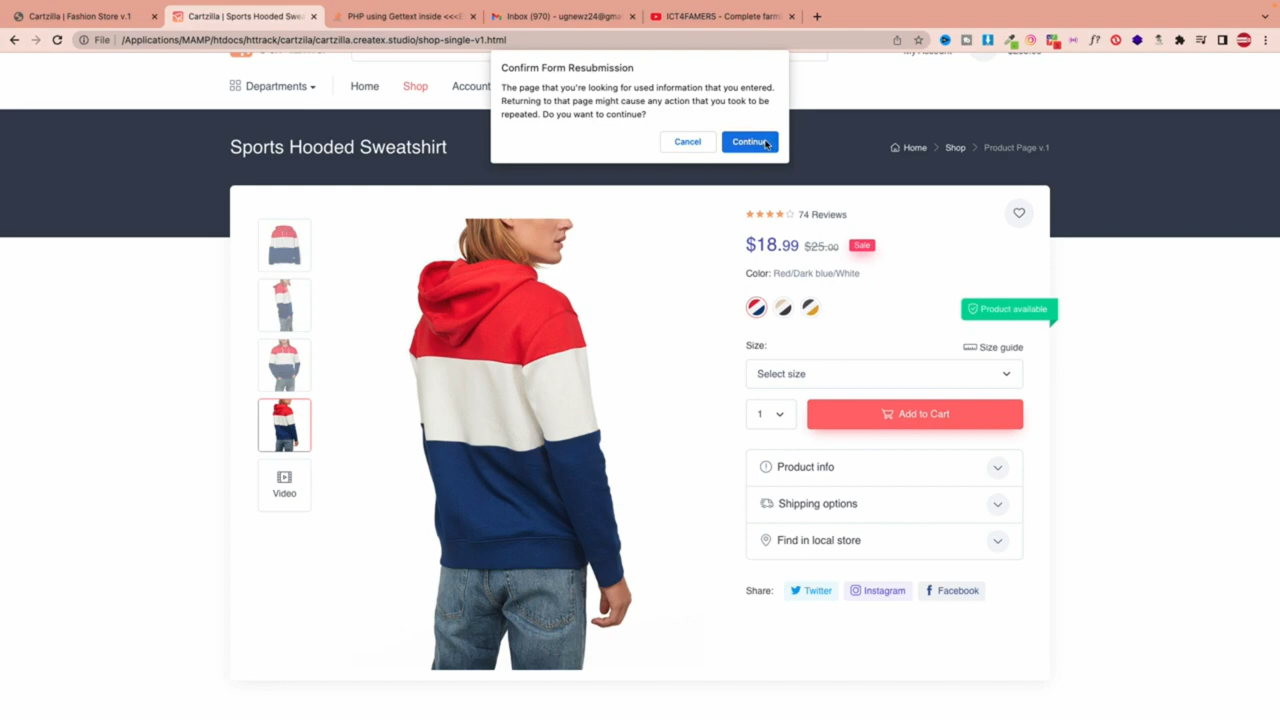 Cartzilla | Fashion Store v.1
Cartzilla | Sports Hooded Swea
PHP using Gettext inside <<<E
Inbox (970) - ugnewz24@gma
ICT4FAMERS - Complete farm
File | /Applications/MAMP/htdocs/httrack/cartzila/cartzilla.createx.studio/shop-single-v1.html
Departments
Home
Shop
Account
Confirm Form Resubmission
The page that you're looking for used information that you entered.
Returning to that page might cause any action that you took to be
repeated. Do you want to continue?
Cancel
Continue
Sports Hooded Sweatshirt
Home > Shop > Product Page v.1
74 Reviews
$18.99 $25.00 Sale
Color: Red/Dark blue/White
Product available
Size:
Size guide
Select size
1
Add to Cart
Product info
Shipping options
Find in local store
Video
Share: Twitter Instagram Facebook